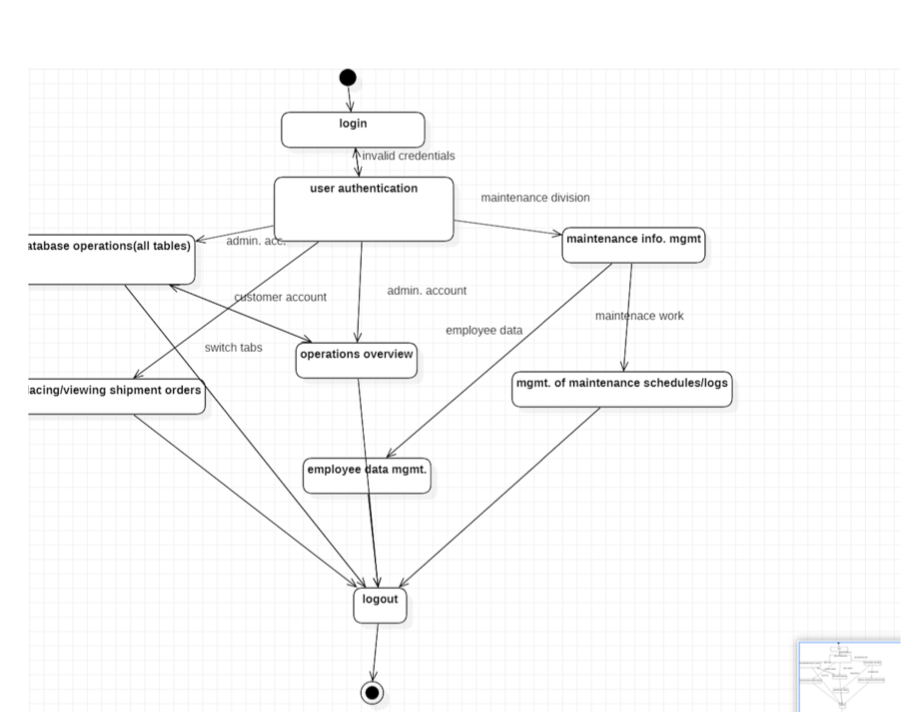 login
invalid credentials
user authentication
maintenance division
admin. acc.
atabase operations(all tables)
maintenance info. mgmt
customer account
admin. account
maintenace work
employee data
switch tabs
operations overview
lacing/viewing shipment orders
mgmt. of maintenance schedules/logs
employee data mgmt.
logout